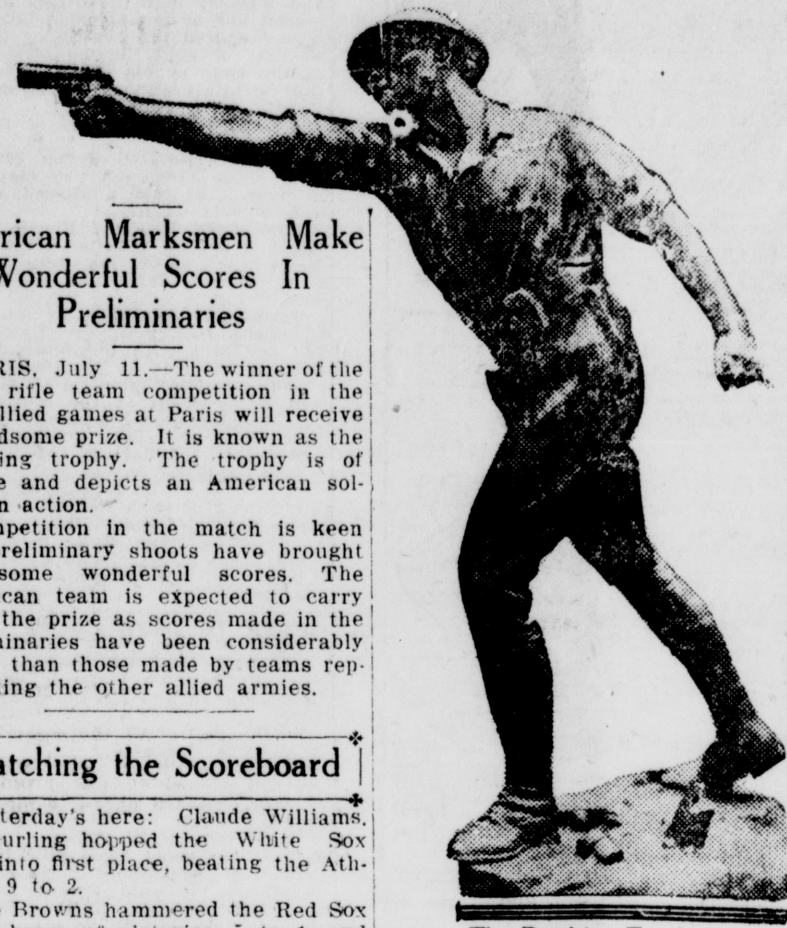 rican Marksmen Make
Wonderful Scores In
Preliminaries
RIS, July 11.—The winner of the
rifle team competition in the
llied games at Paris will receive
dsome prize. It is known as the
ing trophy. The trophy is of
e and depicts an American sol-
n action.
mpetition in the match is keen
reliminary shoots have brought
some wonderful scores. The
can team is expected to carry
the prize as scores made in the
ninaries have been considerably
than those made by teams rep-
ting the other allied armies.
atching the Scoreboard
terday's here: Claude Williams,
urling hopped the White Sox
into first place, beating the Ath-
9 to 2.
Browns hammered the Red Sox